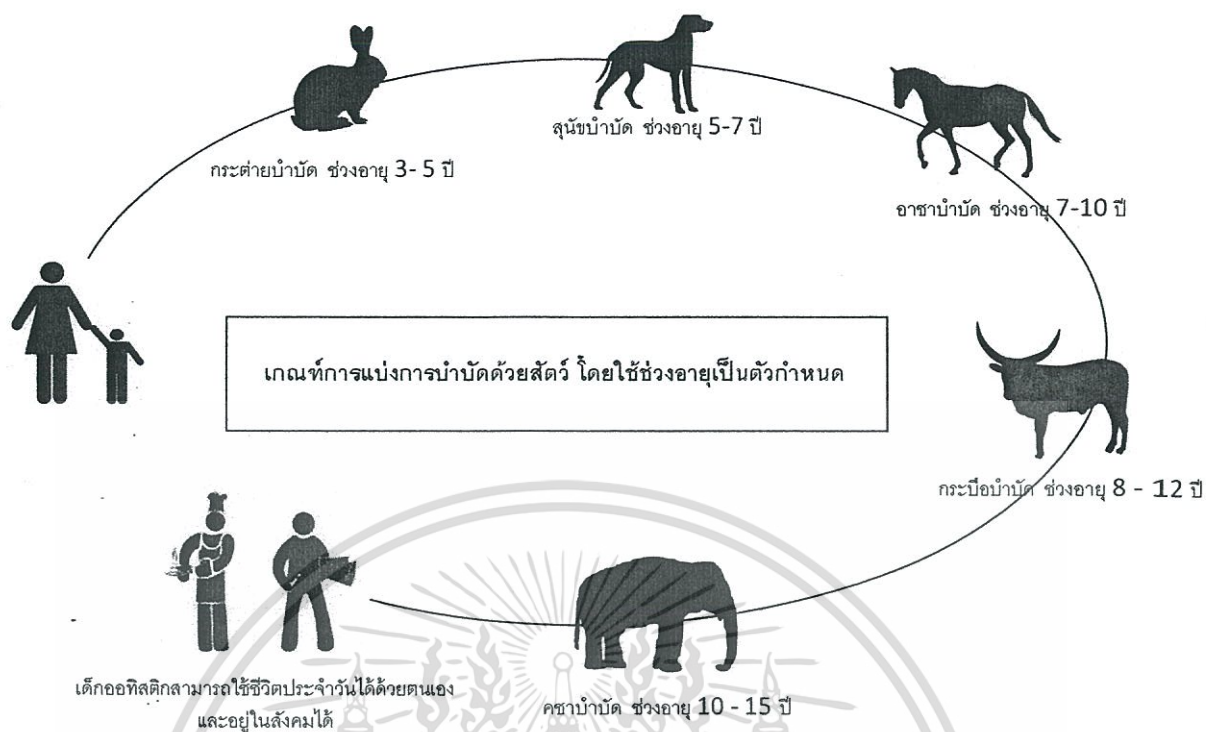 สุนัขบำบัด ช่วงอายุ 5-7 ปี
กระต่ายบำบัด ช่วงอายุ 3- 5 ปี
อาชาบำบัด ช่วงอายุ 7-10 ปี
เกณฑ์การแบ่งการบำบัดด้วยสัตว์ โดยใช้ช่วงอายุเป็นตัวกำหนด
กระบือบำบัด ช่วงอายุ 8 - 12 ปี
คชาบำบัด ช่วงอายุ 10 - 15 ปี
เด็กออทิสติกสามารถใช้ชีวิตประจำวันได้ด้วยตนเอง
และอยู่ในสังคมได้